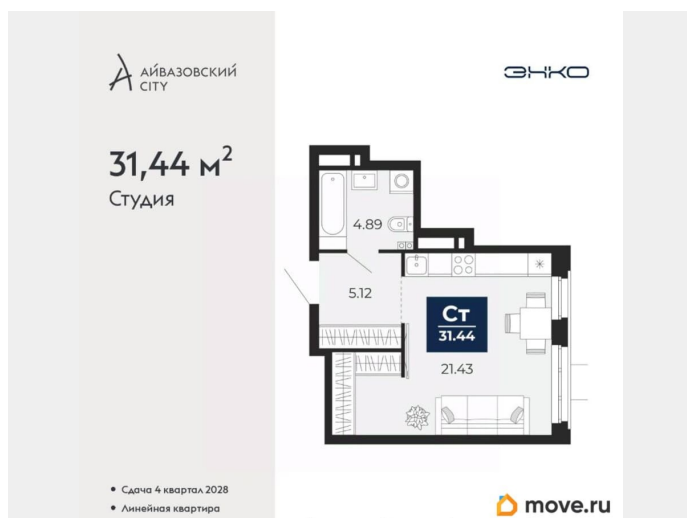 АЙВАЗОВСКИЙ
CITY
ЭНКО
31,44 м²
Студия
4.89
5.12
Ст
31.44
21.43
• Сдача 4 квартал 2028
• Линейная квартира
move.ru